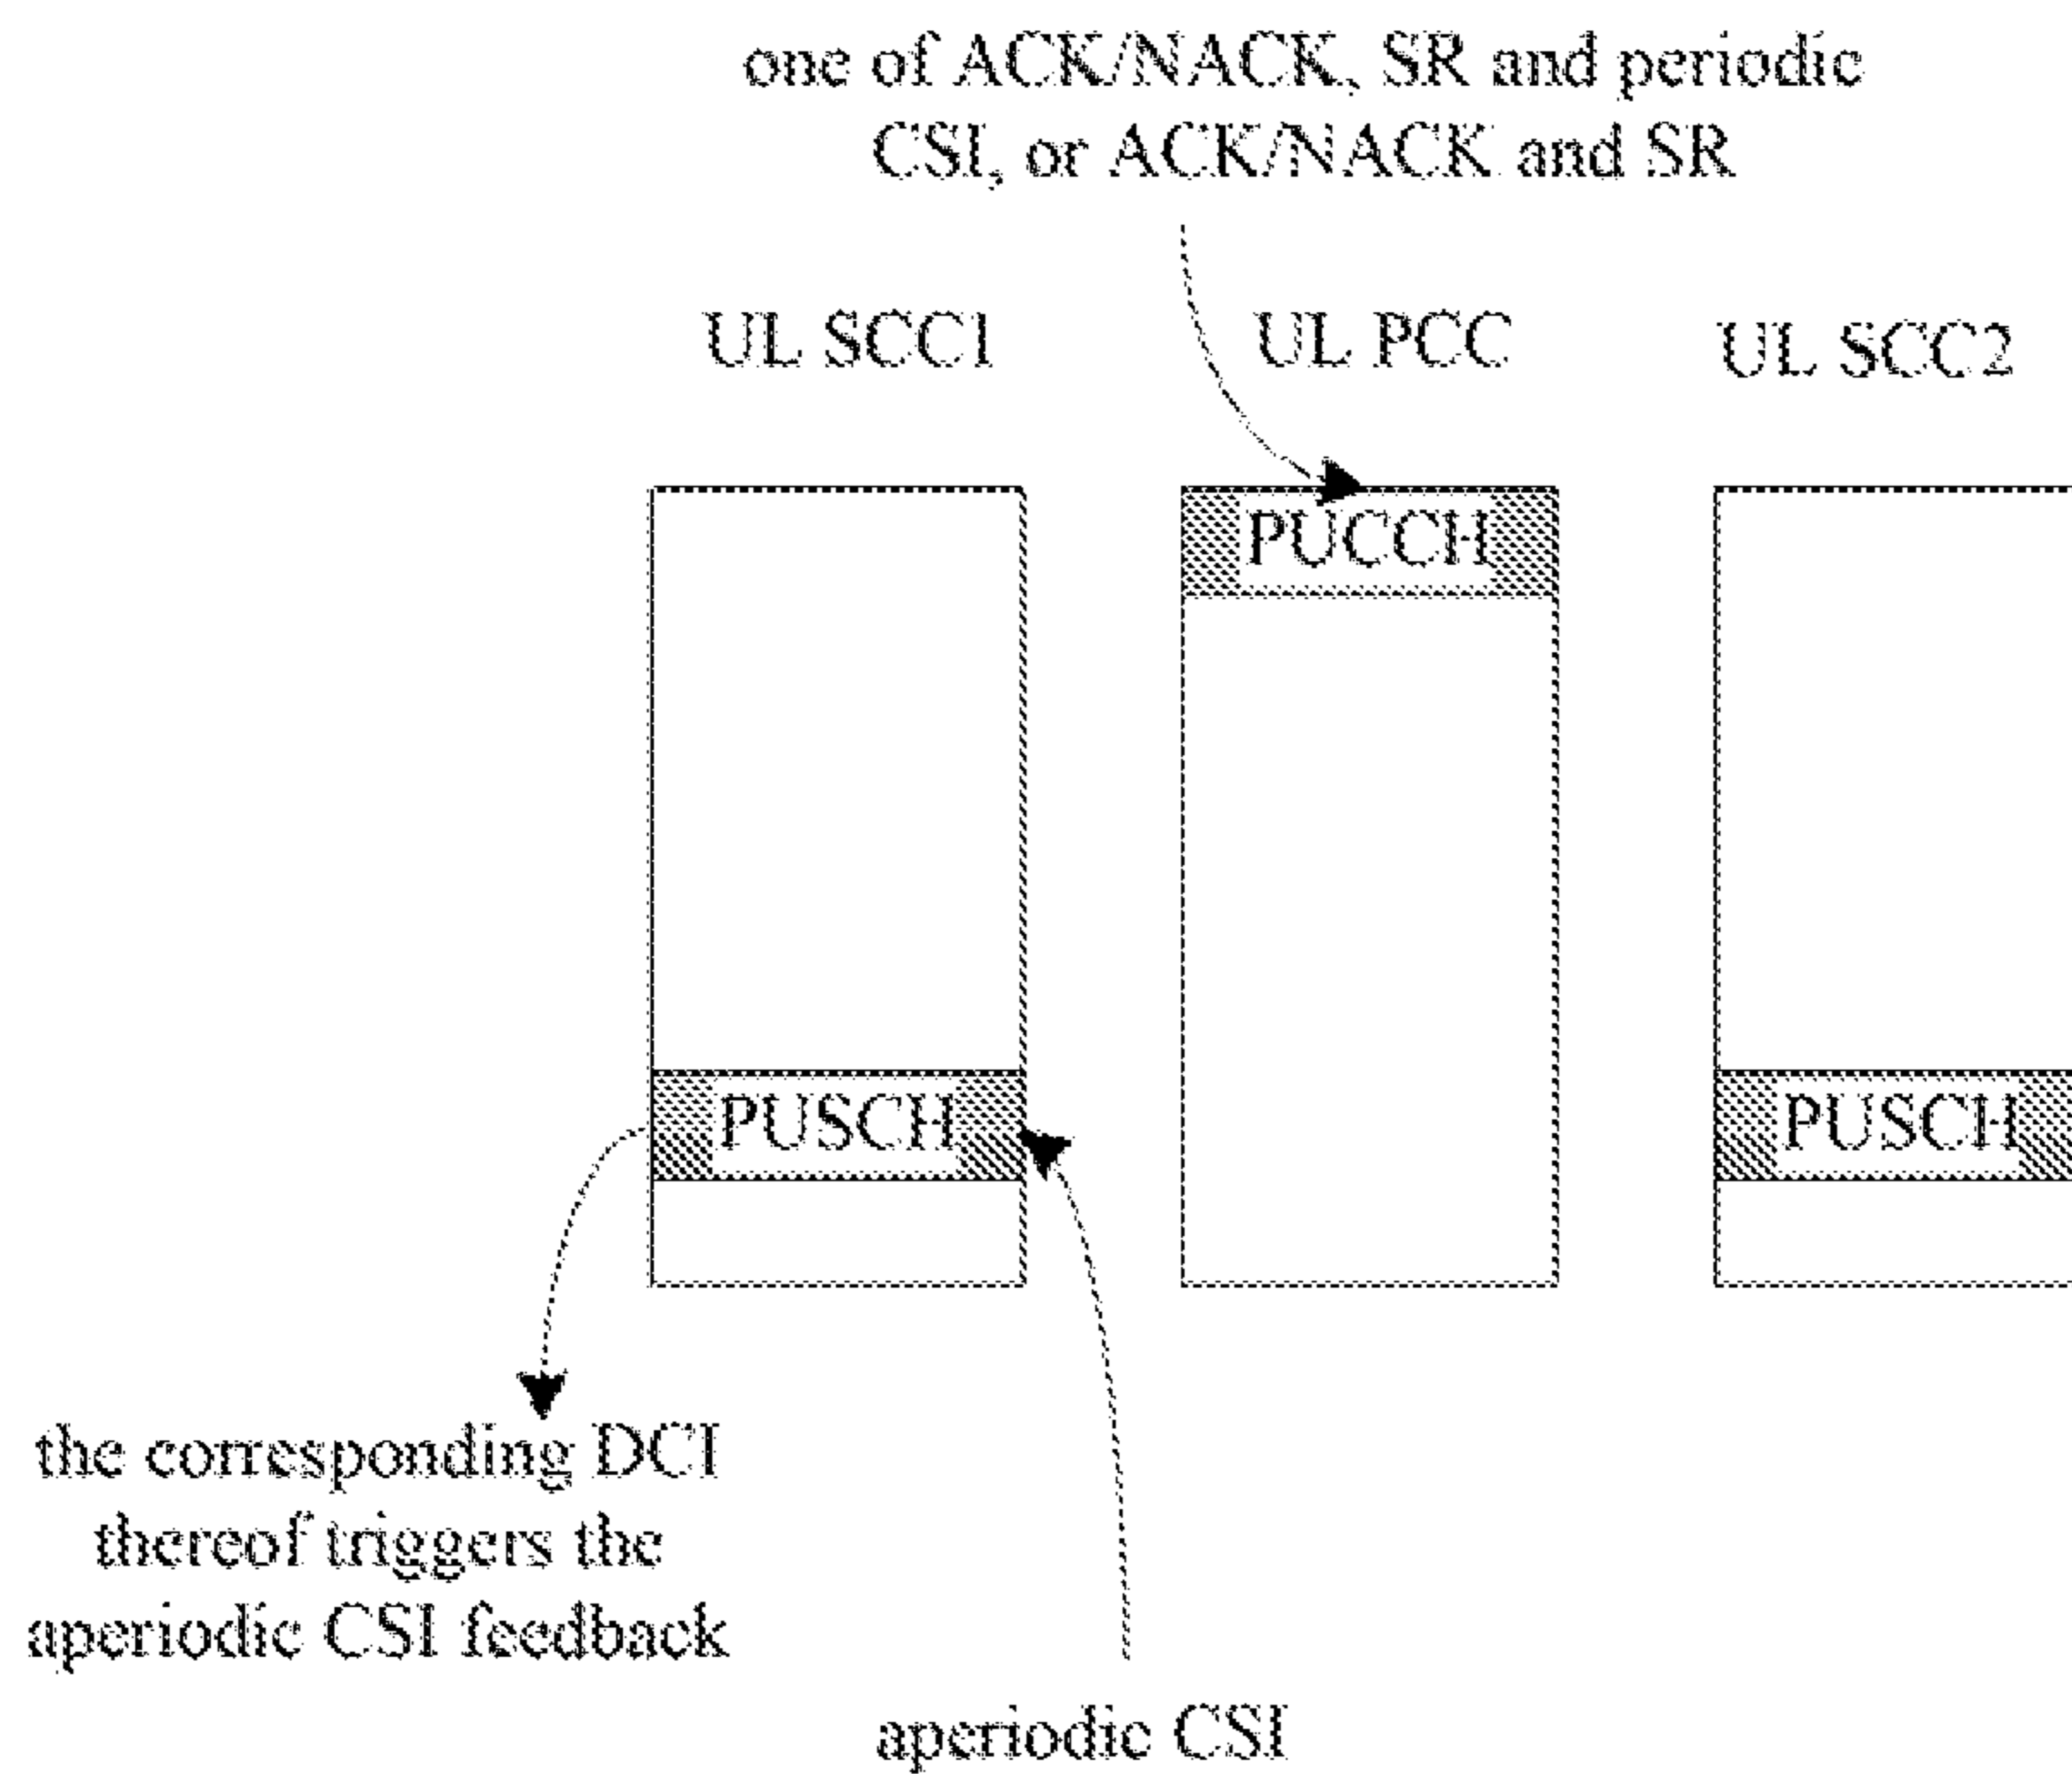 one of ACK/NACK, SR and periodic
CSI, or ACK/NACK and SR
UL SCC1
UL PCC
UL SCC2
PUCCH
PUSCH
PUSCH
the corresponding DCI
thereof triggers the
aperiodic CSI feedback
aperiodic CSI